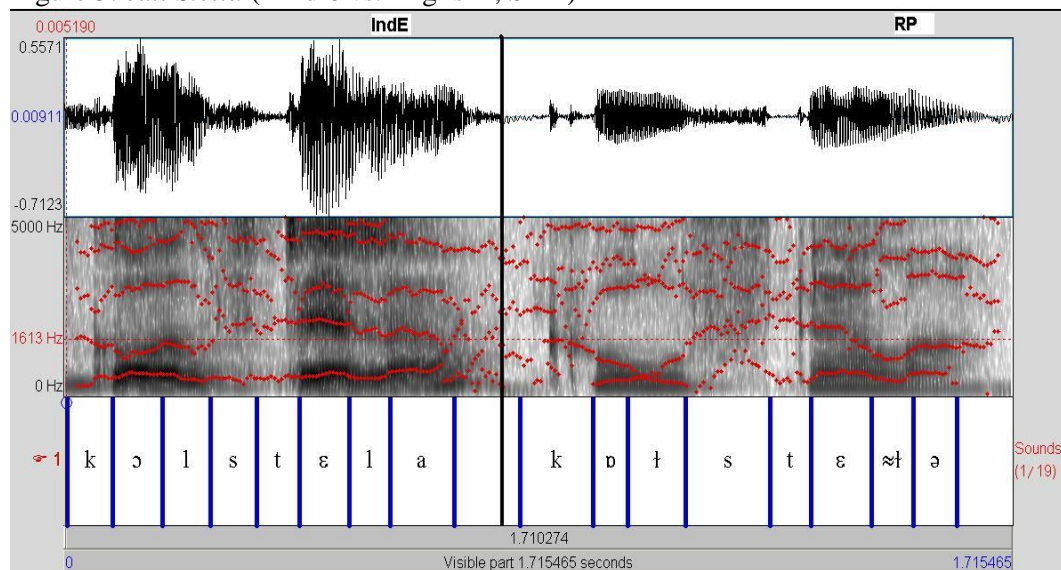 IndE RP
0.005190
0.5571
0.00911
-0.7123
5000 Hz
1613 Hz
0 Hz
1 k ɔ l s t ɛ l a k ɒ ɫ s t ɛ ≈ɫ ə Sounds
(1/19)
1.710274
0 Visible part 1.715465 seconds 1.715465